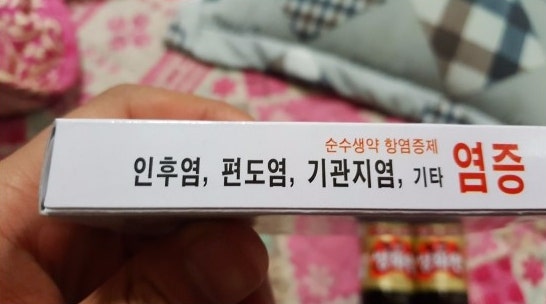 순수생약 항염증제
인후염, 편도염, 기관지염, 기타 염증